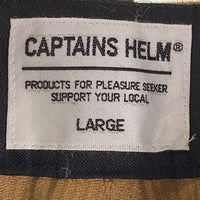 CAPTAINS HELM®
PRODUCTS FOR PLEASURE SEEKER
SUPPORT YOUR LOCAL
LARGE